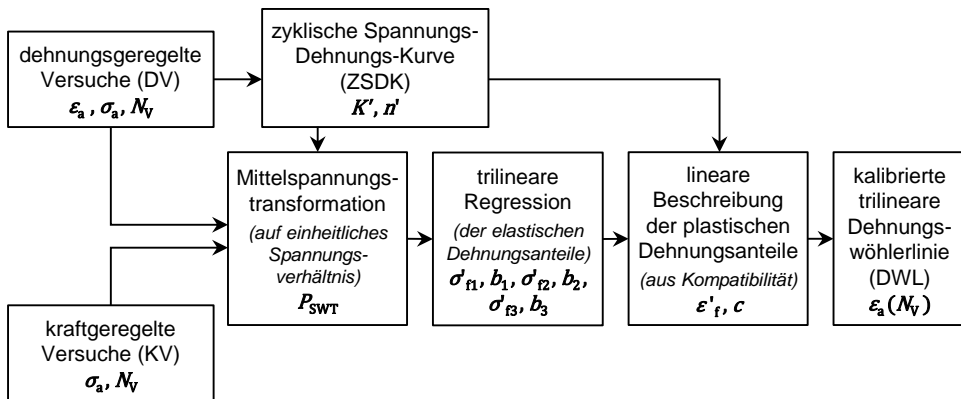 dehnungsgeregelte
Versuche (DV)
εa , σa, NV
zyklische Spannungs-
Dehnungs-Kurve
(ZSDK)
K′, n'
Mittelspannungs-
transformation
(auf einheitliches
Spannungs-
verhältnis)
PSWT
trilineare
Regression
(der elastischen
Dehnungsanteile)
σ'f1, b1, σ'f2, b2,
σ'f3, b3
lineare
Beschreibung
der plastischen
Dehnungsanteile
(aus Kompatibilität)
ε'f, c
kalibrierte
trilineare
Dehnungs-
wöhlerlinie
(DWL)
εa(NV)
kraftgeregelte
Versuche (KV)
σa, NV